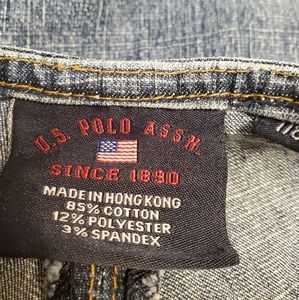 U.S. POLO ASSN.
SINCE 1890
MADE IN HONG KONG
85% COTTON
12% POLYESTER
3% SPANDEX